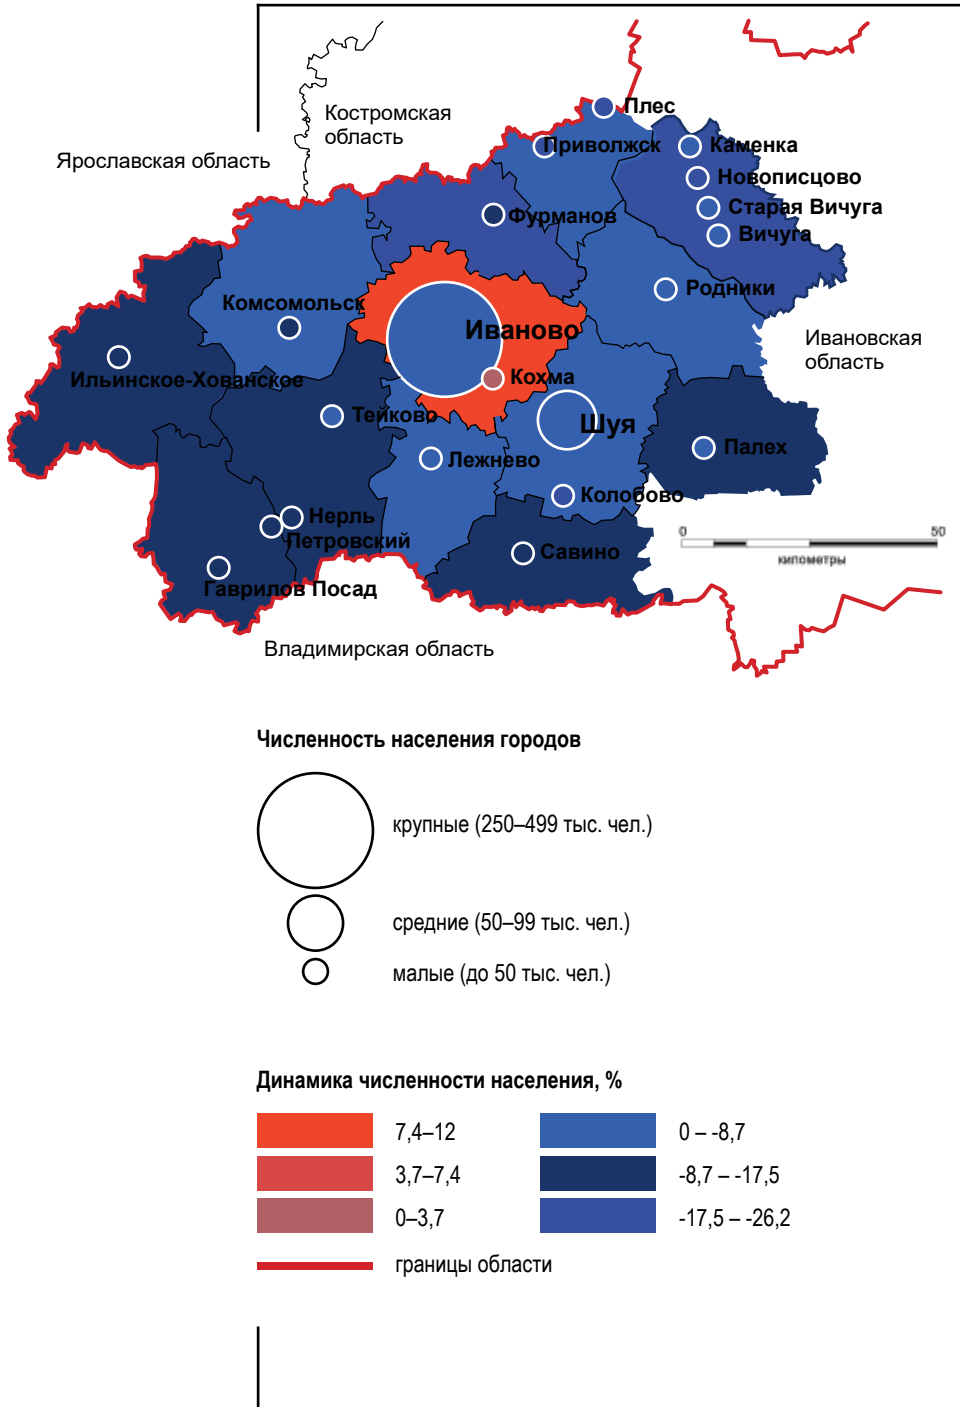 Плес
Костромская
область
Приволжск
Каменка
Ярославская область
Новописцово
Старая Вичуга
Фурманов
Вичуга
Родники
Комсомольск
Иваново
Ивановская
область
Ильинское-Хованское
Кохма
Тейково
Шуя
Лежнево
Палех
Колобово
Нерль
Петровский
Савино
0 50
километры
Гаврилов Посад
Владимирская область
Численность населения городов
крупные (250–499 тыс. чел.)
средние (50–99 тыс. чел.)
малые (до 50 тыс. чел.)
Динамика численности населения, %
7,4–12 0 – -8,7
3,7–7,4 -8,7 – -17,5
0–3,7 -17,5 – -26,2
границы области